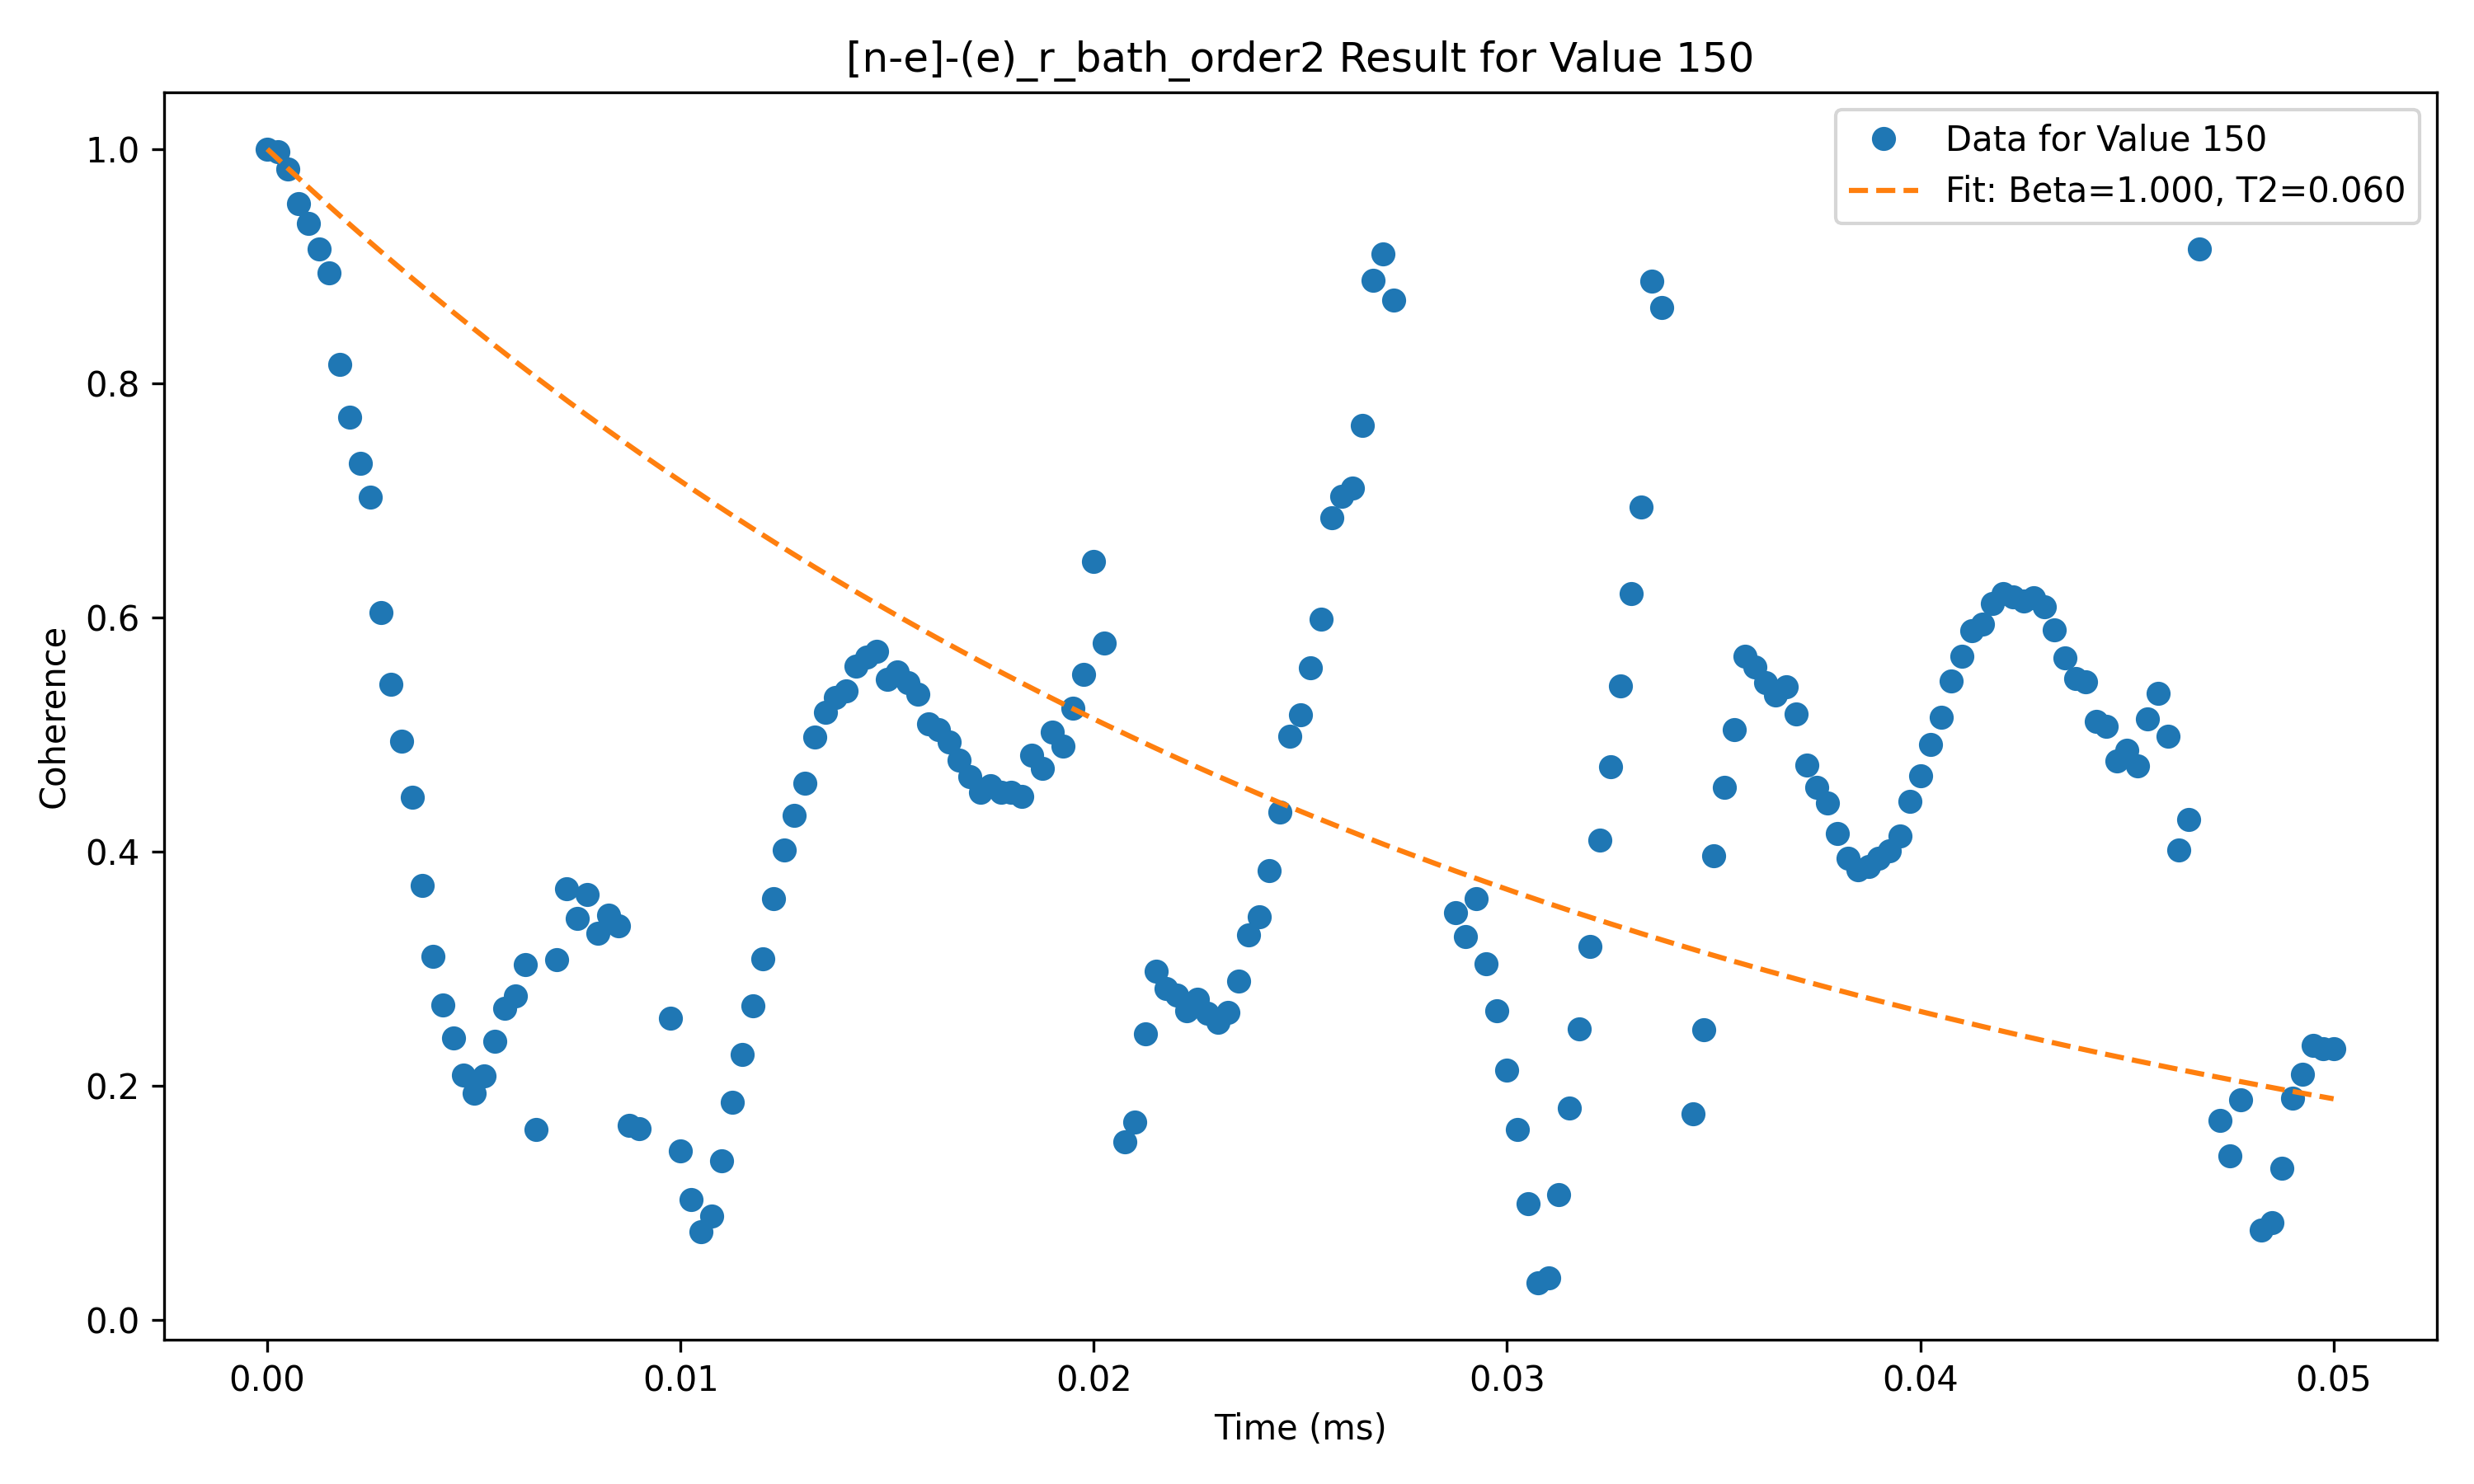 [n-e]-(e)_r_bath_order2 Result for Value 150
Data for Value 150
Fit: Beta=1.000, T2=0.060
Coherence
1.0
0.8
0.6
0.4
0.2
0.0
0.00 0.01 0.02 0.03 0.04 0.05
Time (ms)